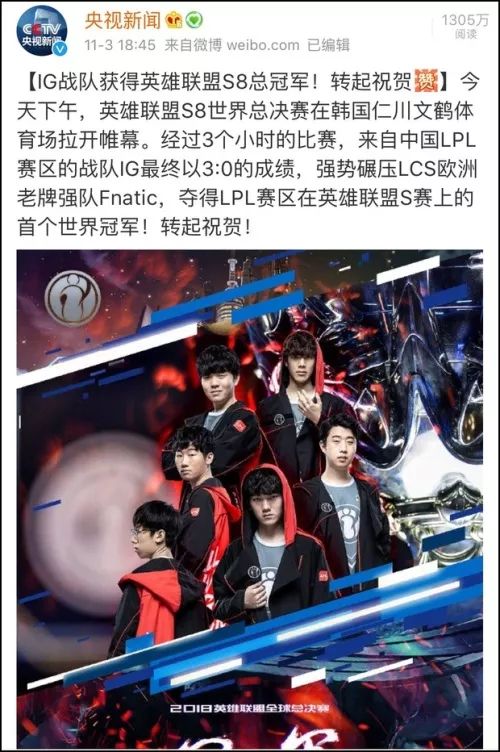 央视新闻
1305万
阅读
11-3 18:45 来自微博 weibo.com 已编辑
CCTV
央视新闻
【IG战队获得英雄联盟S8总冠军！转起祝贺赞】今
天下午，英雄联盟S8世界总决赛在韩国仁川文鹤体
育场拉开帷幕。经过3个小时的比赛，来自中国LPL
赛区的战队IG最终以3:0的成绩，强势碾压LCS欧洲
老牌强队Fnatic，夺得LPL赛区在英雄联盟S赛上的
首个世界冠军！转起祝贺！
2018英雄联盟全球总决赛